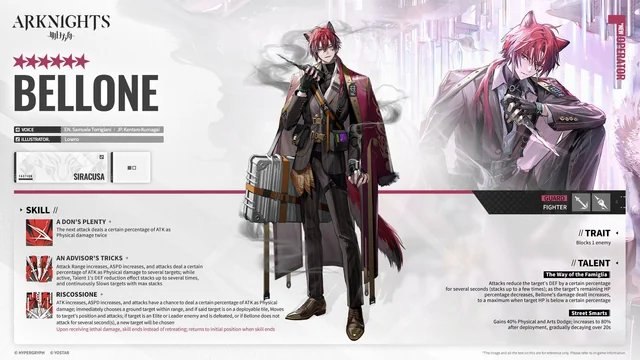 ARKNIGHTS
明日方舟
BELLONE
VOICE
EN. Santuxla Torrigiani / JP. Kentaro Kumagai
ILLUSTRATOR.
Lowro
FACTION
SIRACUSA
NEW
OPERATOR
GUARD
FIGHTER
SKILL //
A DON'S PLENTY
The next attack deals a certain percentage of ATK as
Physical damage twice
AN ADVISOR'S TRICKS
Attack Range increases, ASPD increases, and attacks deal a certain
percentage of ATK as Physical damage to several targets; while
active, Talent 1's DEF reduction effect stacks up to several times,
and continuously Slows targets with max stacks
RISCOSSIONE
ATK increases, ASPD increases, and attacks have a chance to deal a certain percentage of ATK as Physical
damage; immediately chooses a ground target within range, and if said target is on a deployable tile, Moves
to target's position and attacks; if target is an Elite or Leader enemy and is defeated, or if Bellone does not
attack for several second(s), a new target will be chosen
Upon receiving lethal damage, skill ends instead of retreating; returns to initial position when skill ends
// TRAIT
Blocks 1 enemy
// TALENT
The Way of the Famiglia
Attacks reduce the target's DEF by a certain percentage
for several seconds (stacks up to a few times); as the target's remaining HP
percentage decreases, Bellone's damage dealt increases,
to a maximum when target HP is below a certain percentage
Street Smarts
Gains 40% Physical and Arts Dodge; increases to 80%
after deployment, gradually decaying over 20s
© HYPERGRYPH © YOSTAR